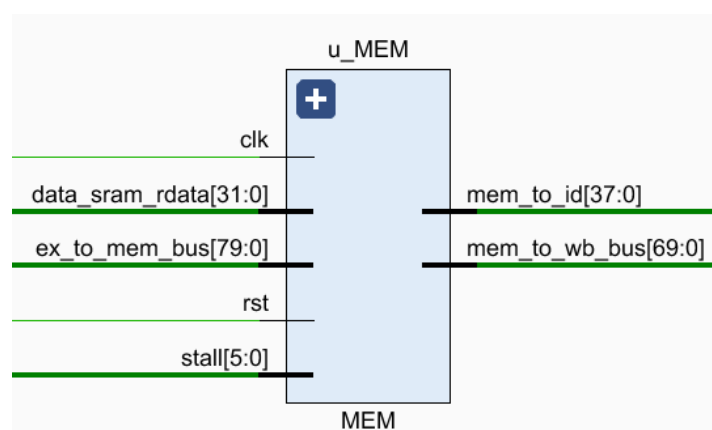 u_MEM
clk
data_sram_rdata[31:0]
mem_to_id[37:0]
ex_to_mem_bus[79:0]
mem_to_wb_bus[69:0]
rst
stall[5:0]
MEM